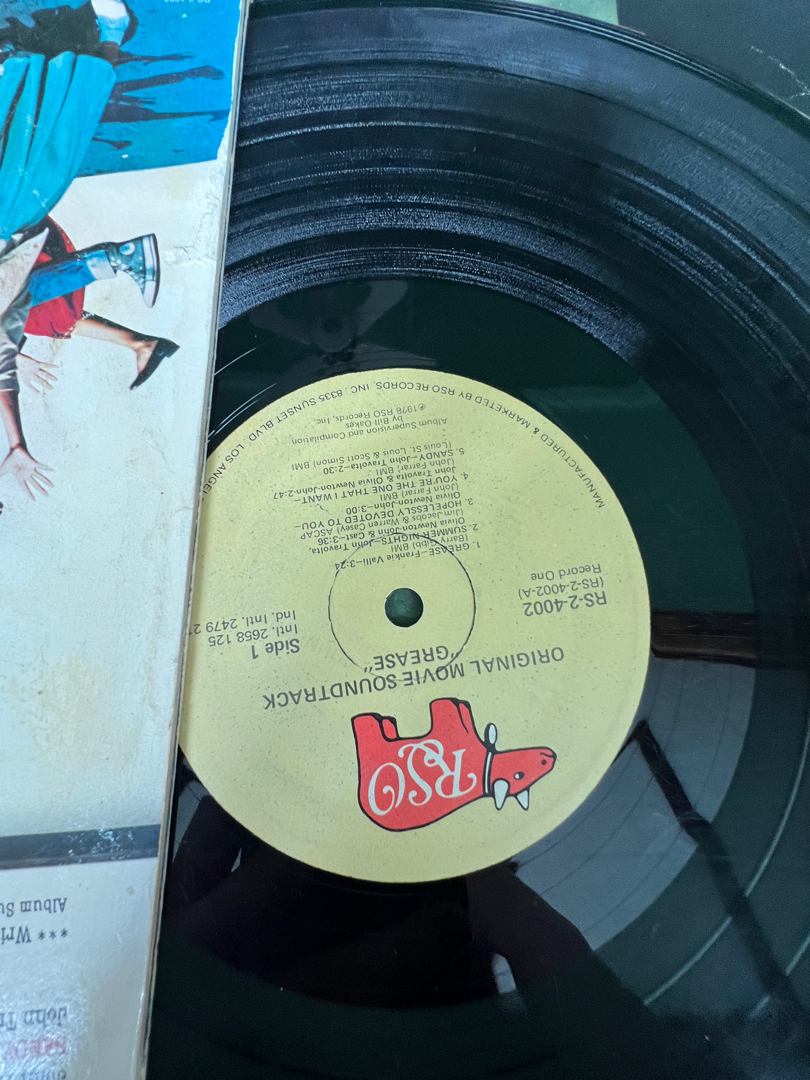 RSO
ORIGINAL MOVIE SOUNDTRACK
"GREASE"
RS-2-4002
(RS-2-4002-A)
Record One
Side 1
Intl. 2658 125
Ind. Intl. 2479 2
1. GREASE–Frankie Valli–3:24
(Barry Gibb) BMI
2. SUMMER NIGHTS–John Travolta,
Olivia Newton-John & Cast–3:36
(Jim Jacobs & Warren Casey) ASCAP
3. HOPELESSLY DEVOTED TO YOU–
Olivia Newton-John–3:00
(John Farrar) BMI
4. YOU'RE THE ONE THAT I WANT–
John Travolta & Olivia Newton-John-2:47
(John Farrar) BMI
5. SANDY–John Travolta–2:30
(Louis St. Louis & Scott Simon) BMI
Album Supervision and Compilation
by Bill Oakes
℗1978 RSO Records, Inc.
MANUFACTURED & MARKETED BY RSO RECORDS, INC. 8335 SUNSET BLVD. LOS ANGEL
John Tr
*** Wri
Album Su